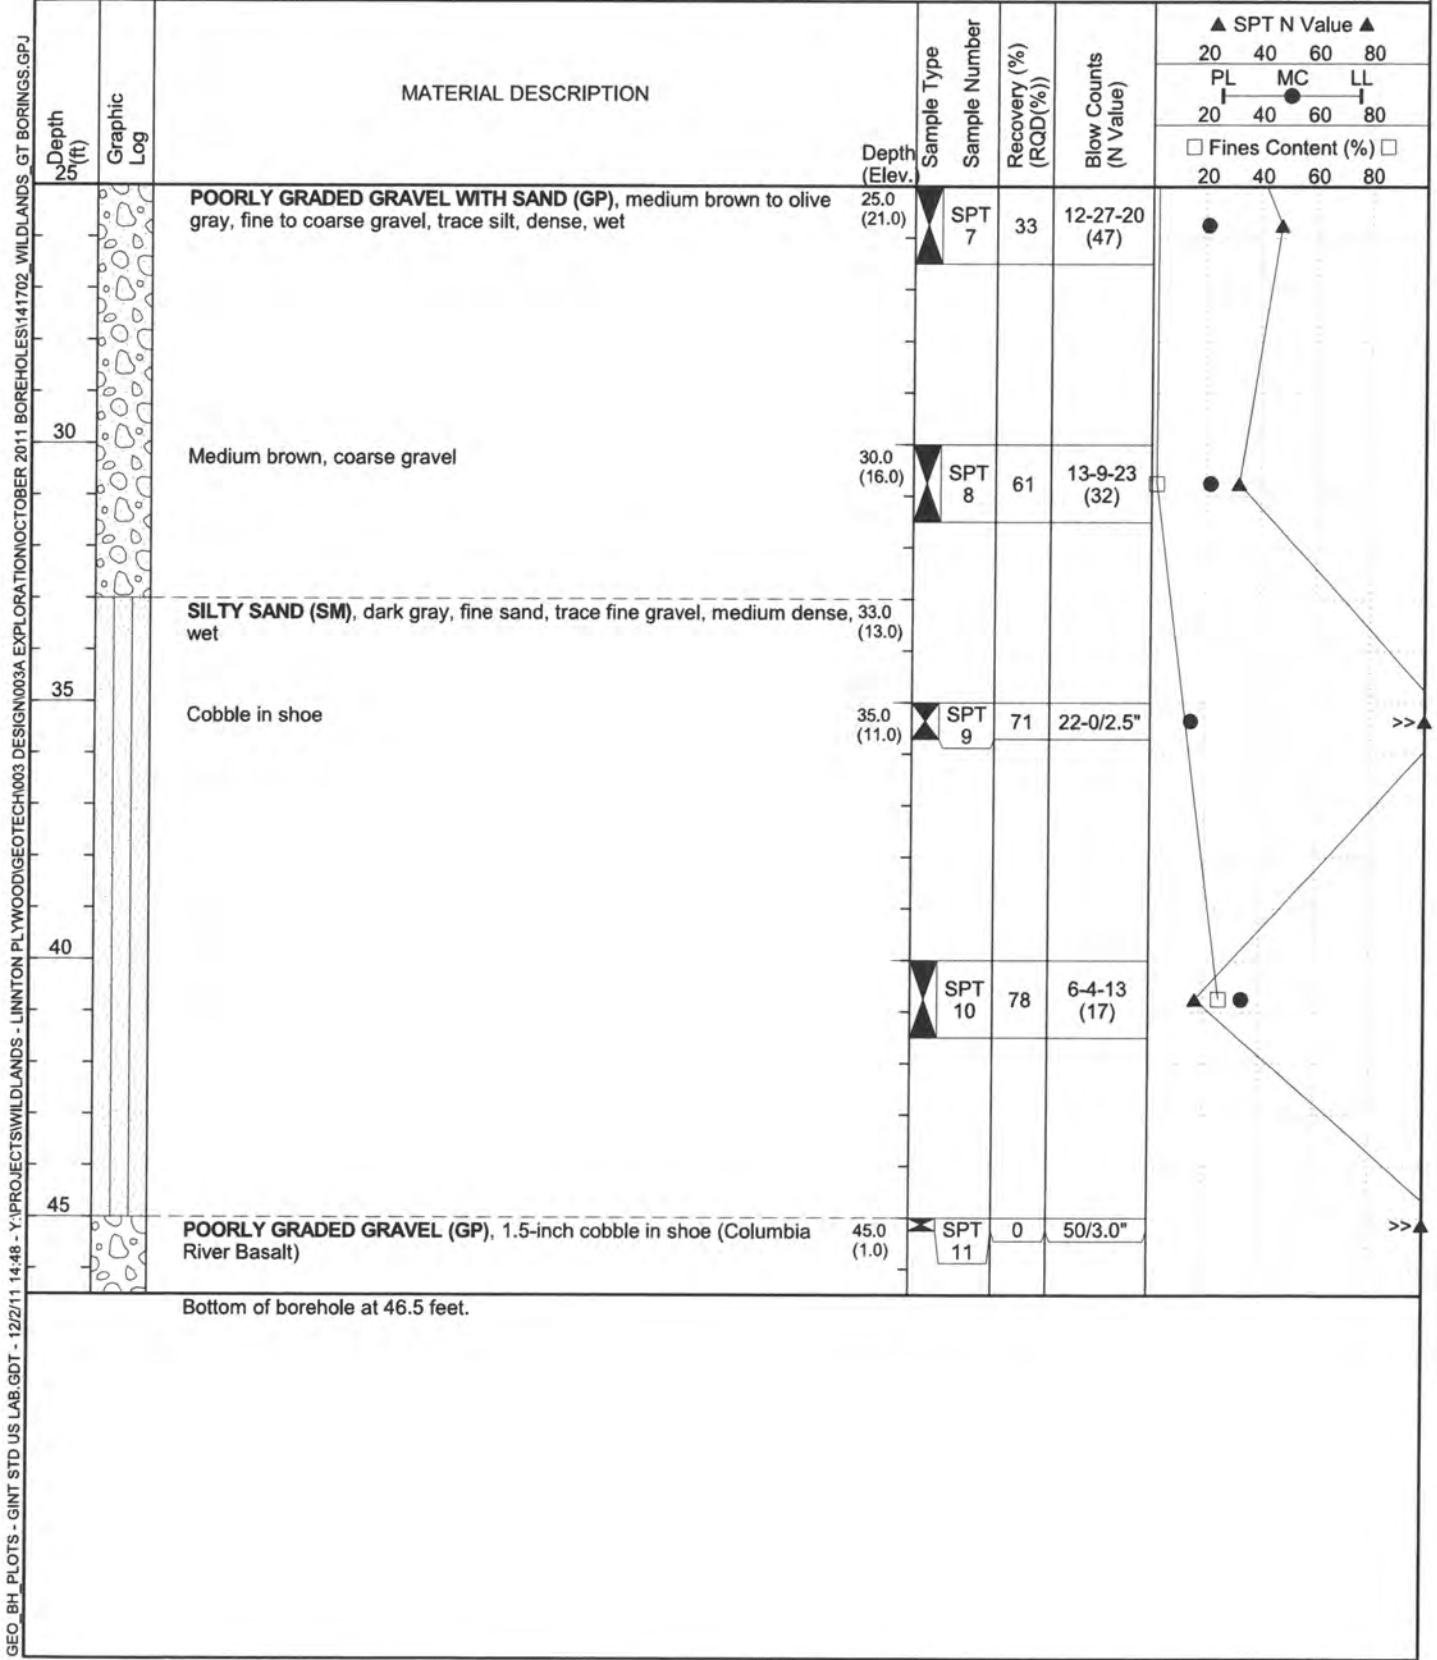 Depth
(ft)
25
Graphic
Log
MATERIAL DESCRIPTION
Depth
(Elev.)
Sample Type
Sample Number
Recovery (%)
(RQD(%))
Blow Counts
(N Value)
▲ SPT N Value ▲
20 40 60 80
PL MC LL
20 40 60 80
□ Fines Content (%) □
20 40 60 80
POORLY GRADED GRAVEL WITH SAND (GP), medium brown to olive
gray, fine to coarse gravel, trace silt, dense, wet
25.0
(21.0)
SPT
7
33
12-27-20
(47)
30
Medium brown, coarse gravel
30.0
(16.0)
SPT
8
61
13-9-23
(32)
SILTY SAND (SM), dark gray, fine sand, trace fine gravel, medium dense,
wet
33.0
(13.0)
35
Cobble in shoe
35.0
(11.0)
SPT
9
71
22-0/2.5"
>>
40
SPT
10
78
6-4-13
(17)
45
POORLY GRADED GRAVEL (GP), 1.5-inch cobble in shoe (Columbia
River Basalt)
45.0
(1.0)
SPT
11
0
50/3.0"
>>
Bottom of borehole at 46.5 feet.
GEO_BH_PLOTS - GINT STD US LAB.GDT - 12/2/11 14:48 - Y:\PROJECTS\WILDLANDS - LINNTON PLYWOOD\GEOTECH\003 DESIGN\003A EXPLORATION\OCTOBER 2011 BOREHOLES\141702_WILDLANDS_GT BORINGS.GPJ